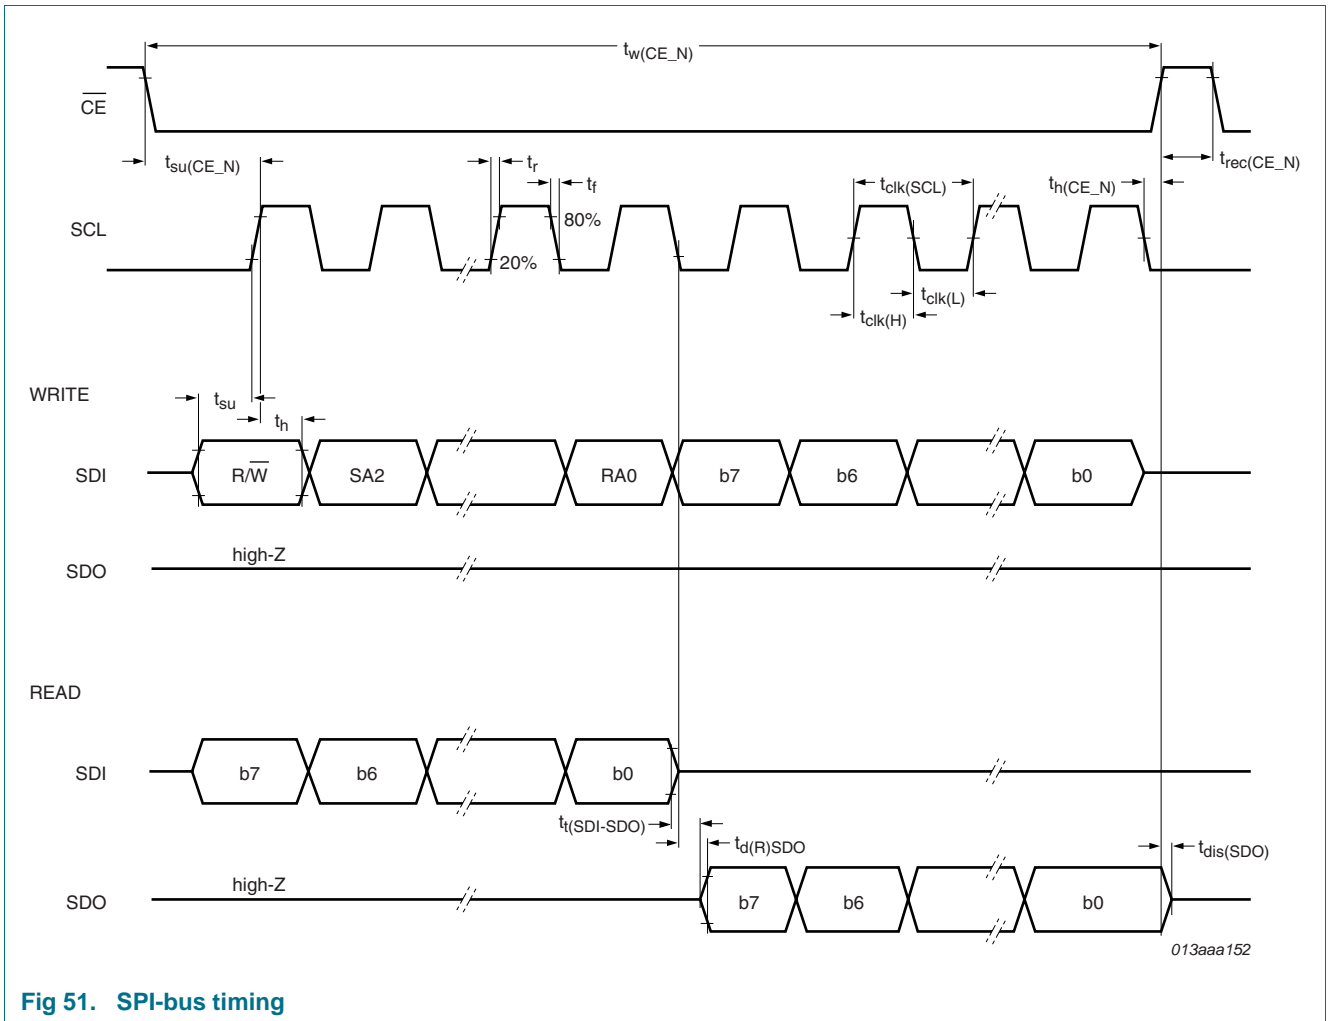 tw(CE_N)
CE
tsu(CE_N)
tr
tf
tclk(SCL)
th(CE_N)
trec(CE_N)
SCL
80%
20%
tclk(L)
tclk(H)
WRITE
tsu
th
SDI R/W SA2 RA0 b7 b6 b0
high-Z
SDO
READ
SDI b7 b6 b0
tt(SDI-SDO)
td(R)SDO
tdis(SDO)
high-Z
SDO b7 b6 b0
013aaa152
Fig 51. SPI-bus timing